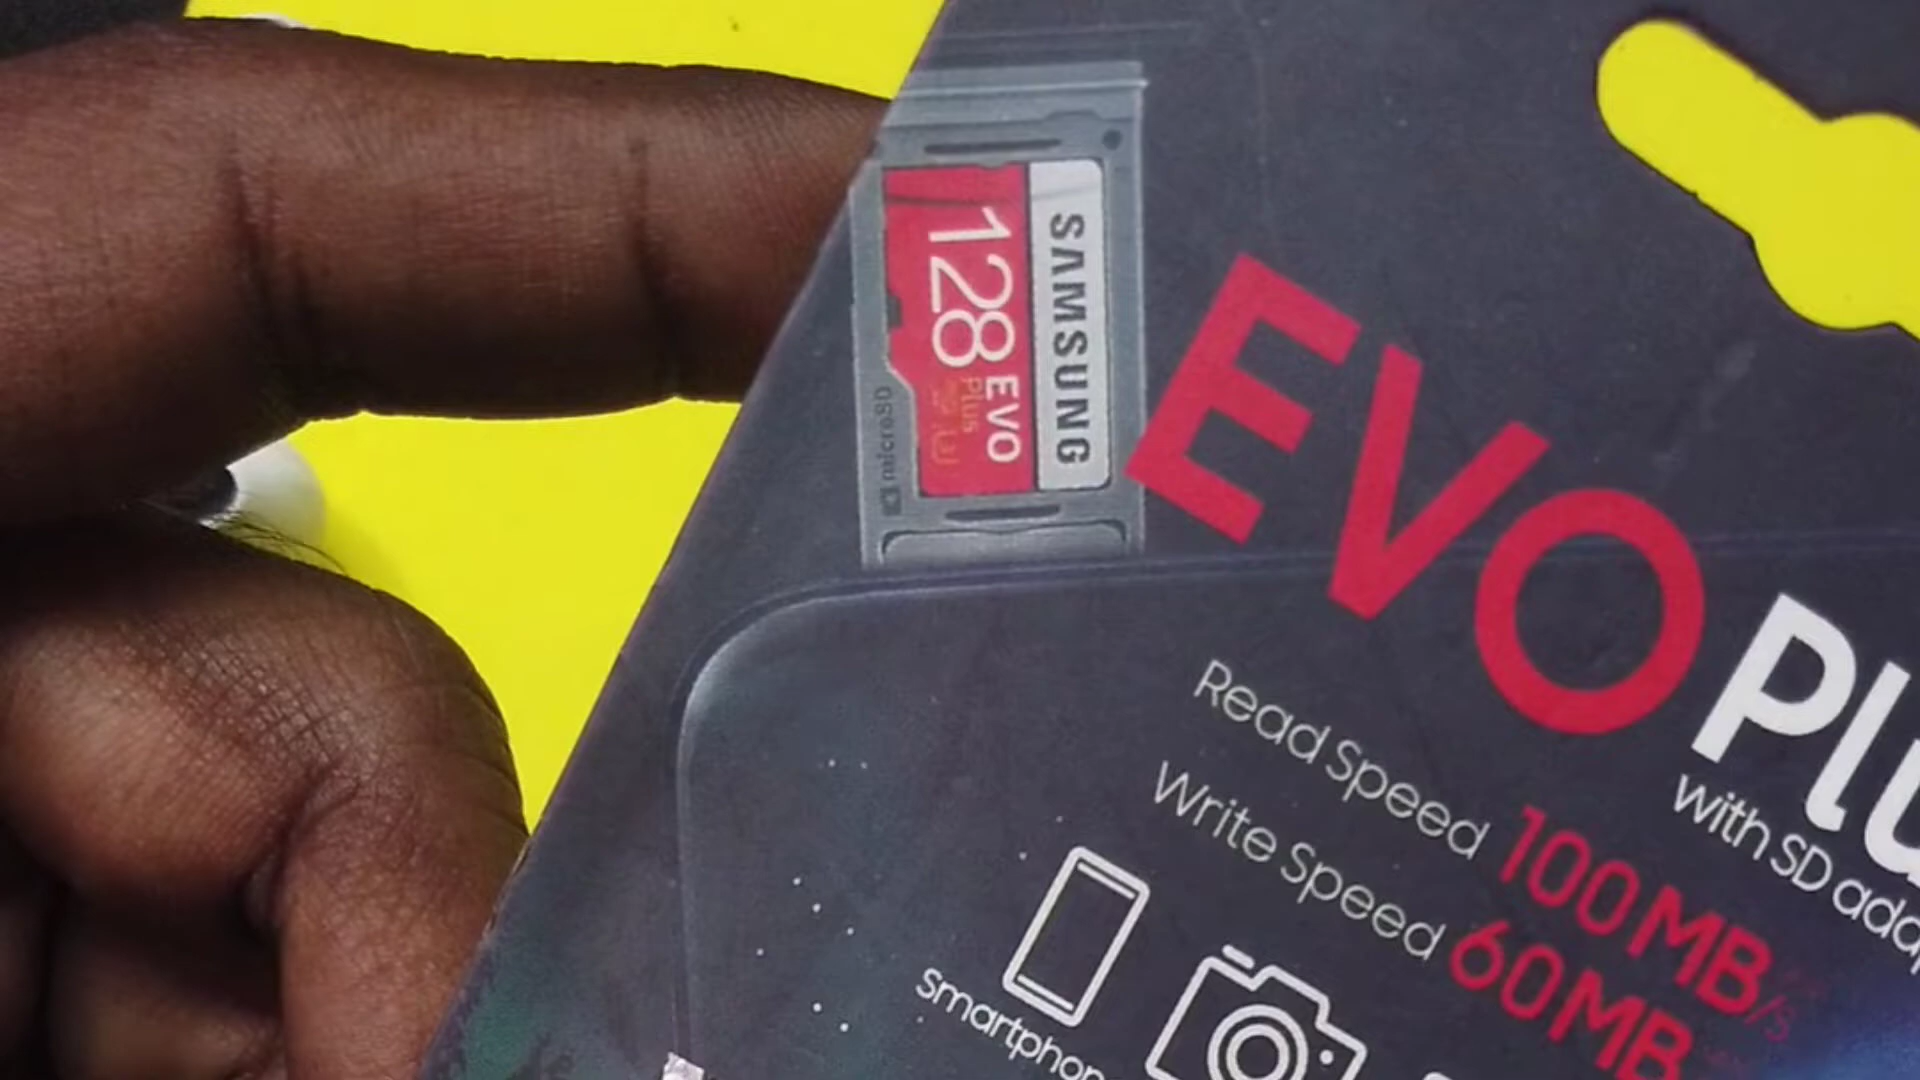 SAMSUNG
128 EVO
Plus
microSD
EVO
Plu
with SD ada
Read Speed 100MB/s
Write Speed 60MB
smartphon